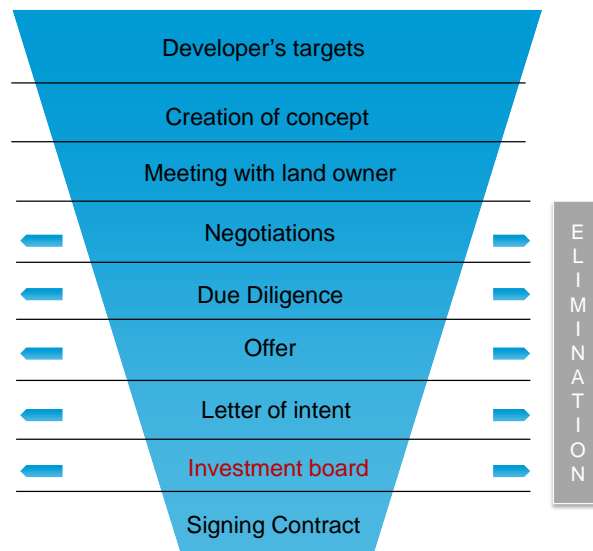 Developer’s targets
Creation of concept
Meeting with land owner
Negotiations
Due Diligence
Offer
Letter of intent
Investment board
Signing Contract
ELIMINATION